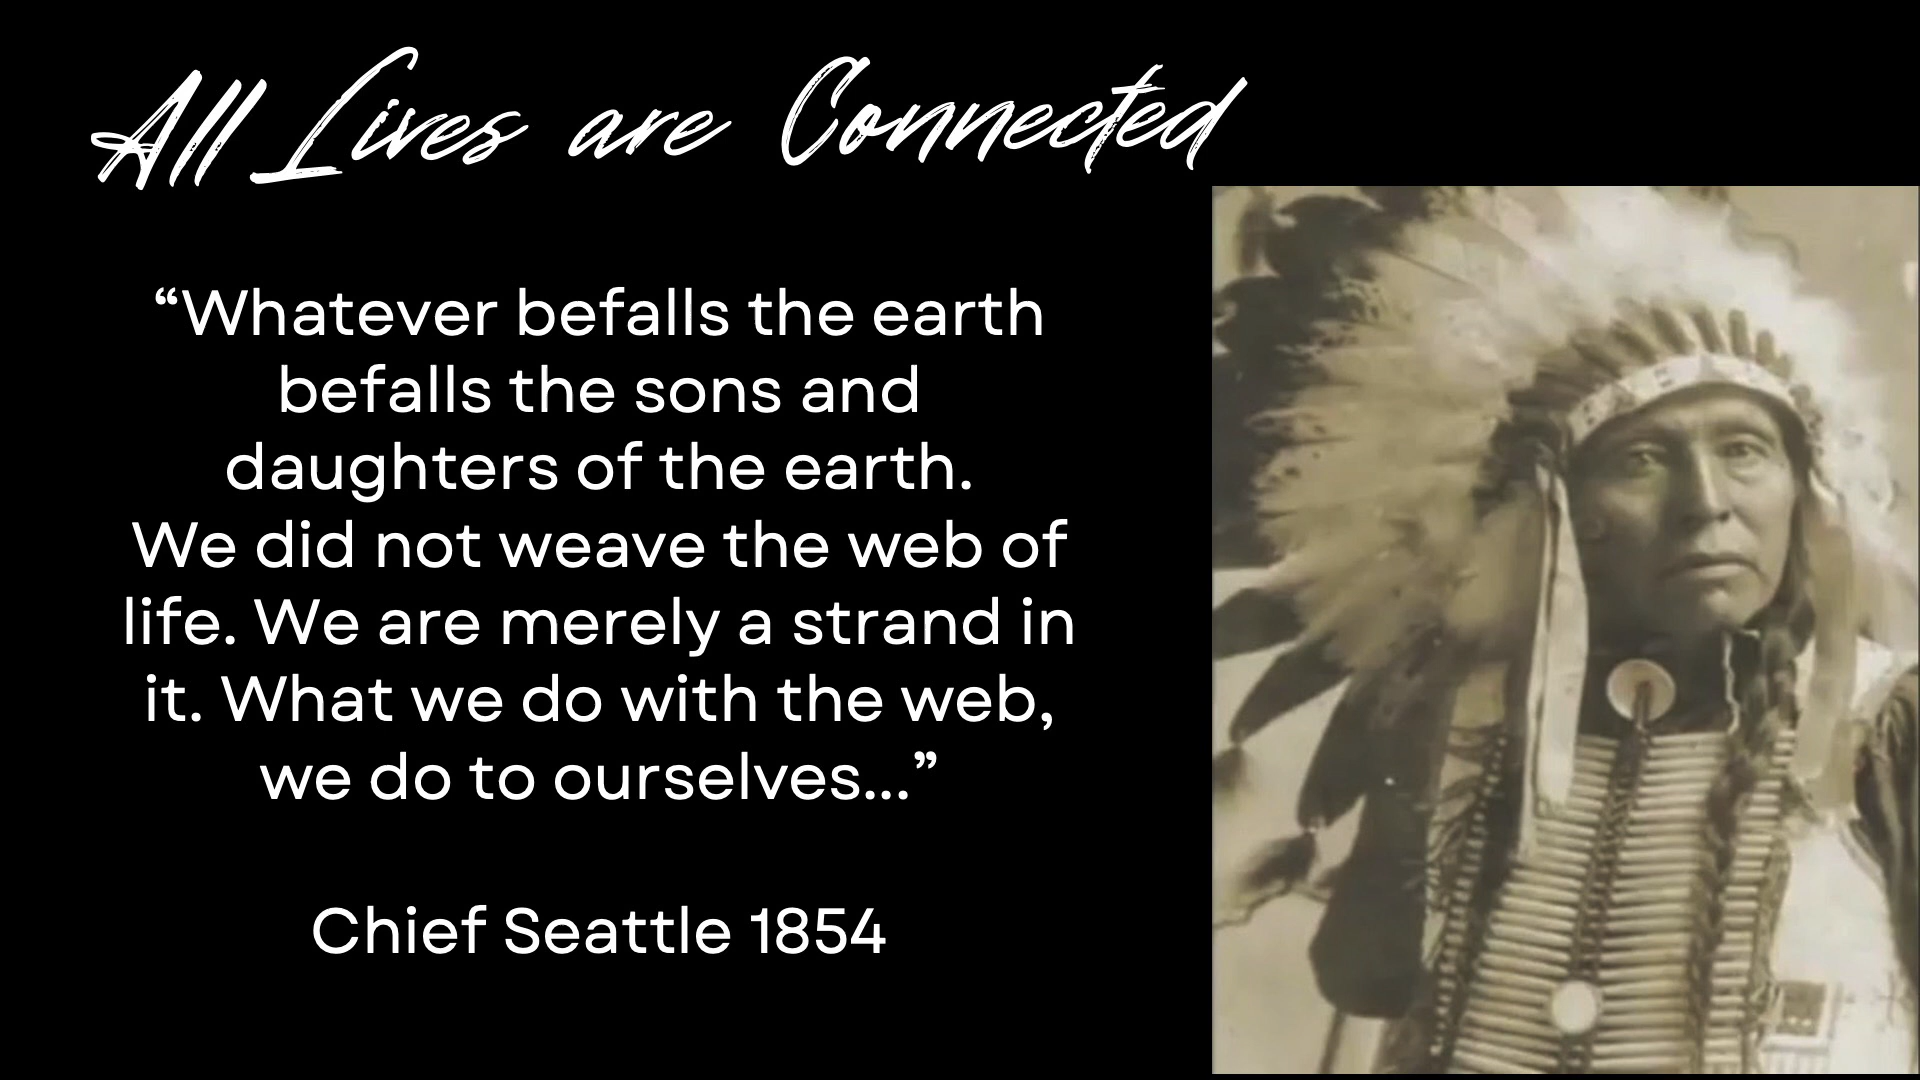 All Lives are Connected
“Whatever befalls the earth
befalls the sons and
daughters of the earth.
We did not weave the web of
life. We are merely a strand in
it. What we do with the web,
we do to ourselves...”
Chief Seattle 1854